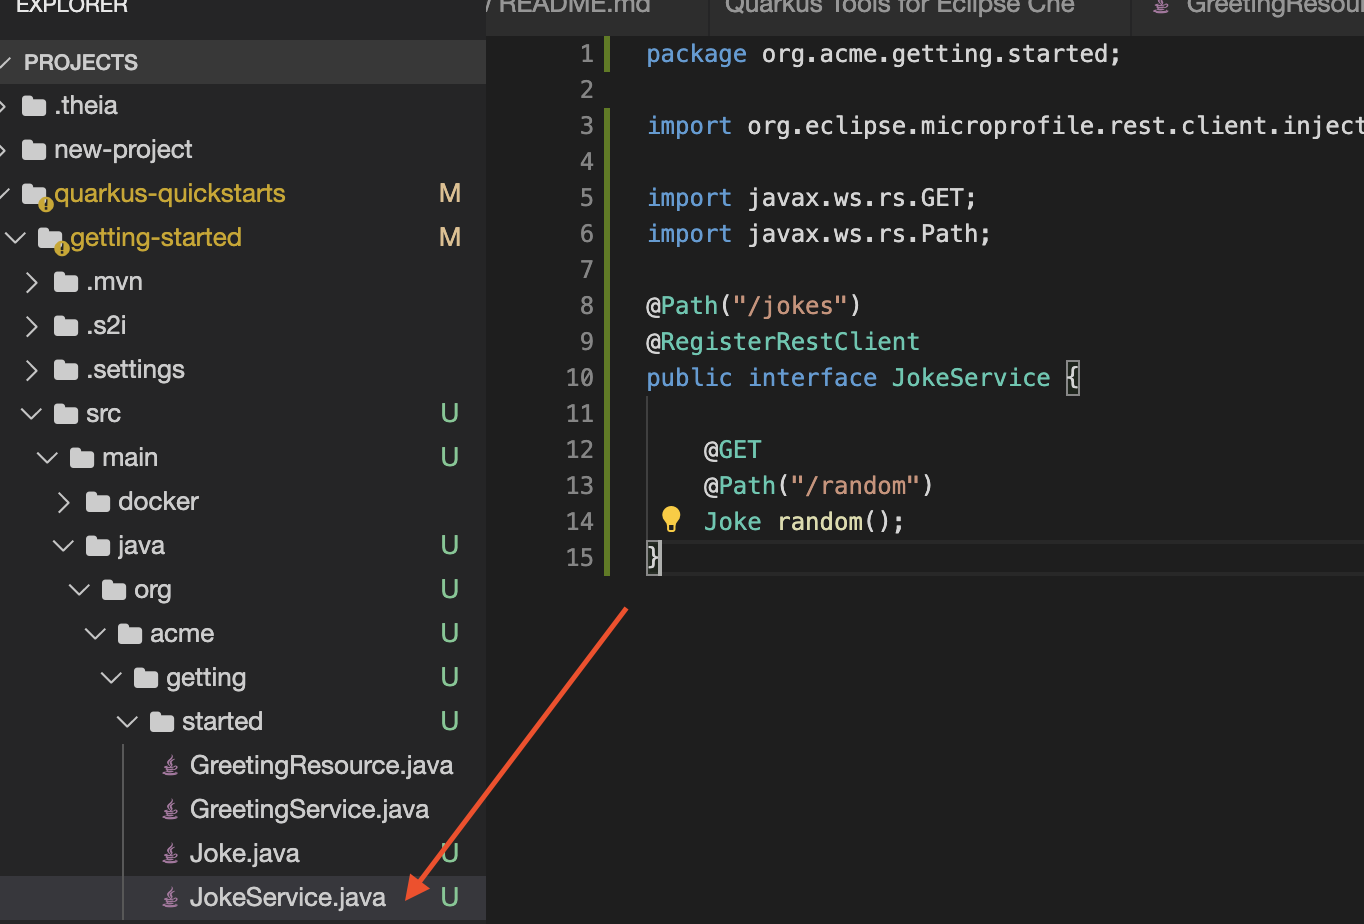 EXPLORER
PROJECTS
.theia
new-project
quarkus-quickstarts M
getting-started M
.mvn
.s2i
.settings
src U
main U
docker
java U
org U
acme U
getting U
started U
GreetingResource.java
GreetingService.java
Joke.java U
JokeService.java U
README.md Quarkus Tools for Eclipse Che GreetingResour
1 package org.acme.getting.started;
2
3 import org.eclipse.microprofile.rest.client.inject
4
5 import javax.ws.rs.GET;
6 import javax.ws.rs.Path;
7
8 @Path("/jokes")
9 @RegisterRestClient
10 public interface JokeService {
11
12 @GET
13 @Path("/random")
14 Joke random();
15 }